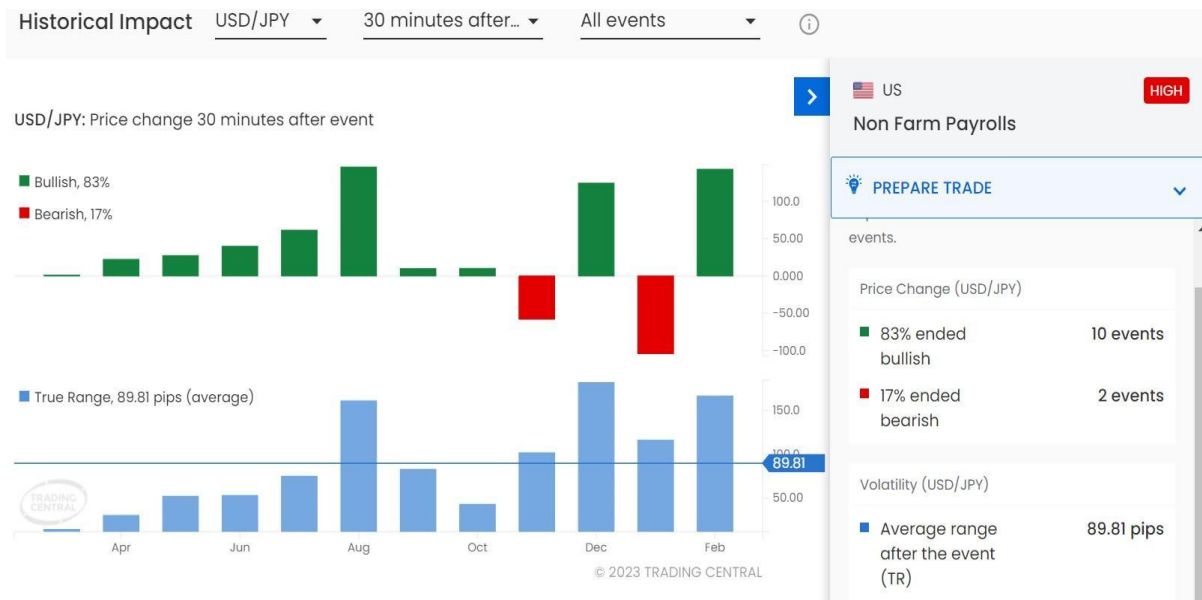 Historical Impact USD/JPY 30 minutes after... All events
USD/JPY: Price change 30 minutes after event
Bullish, 83%
Bearish, 17%
100.0
50.00
0.000
-50.00
-100.0
True Range, 89.81 pips (average)
150.0
100.0
89.81
50.00
TRADING
CENTRAL
Apr Jun Aug Oct Dec Feb
© 2023 TRADING CENTRAL
US HIGH
Non Farm Payrolls
PREPARE TRADE
events.
Price Change (USD/JPY)
83% ended 10 events
bullish
17% ended 2 events
bearish
Volatility (USD/JPY)
Average range 89.81 pips
after the event
(TR)